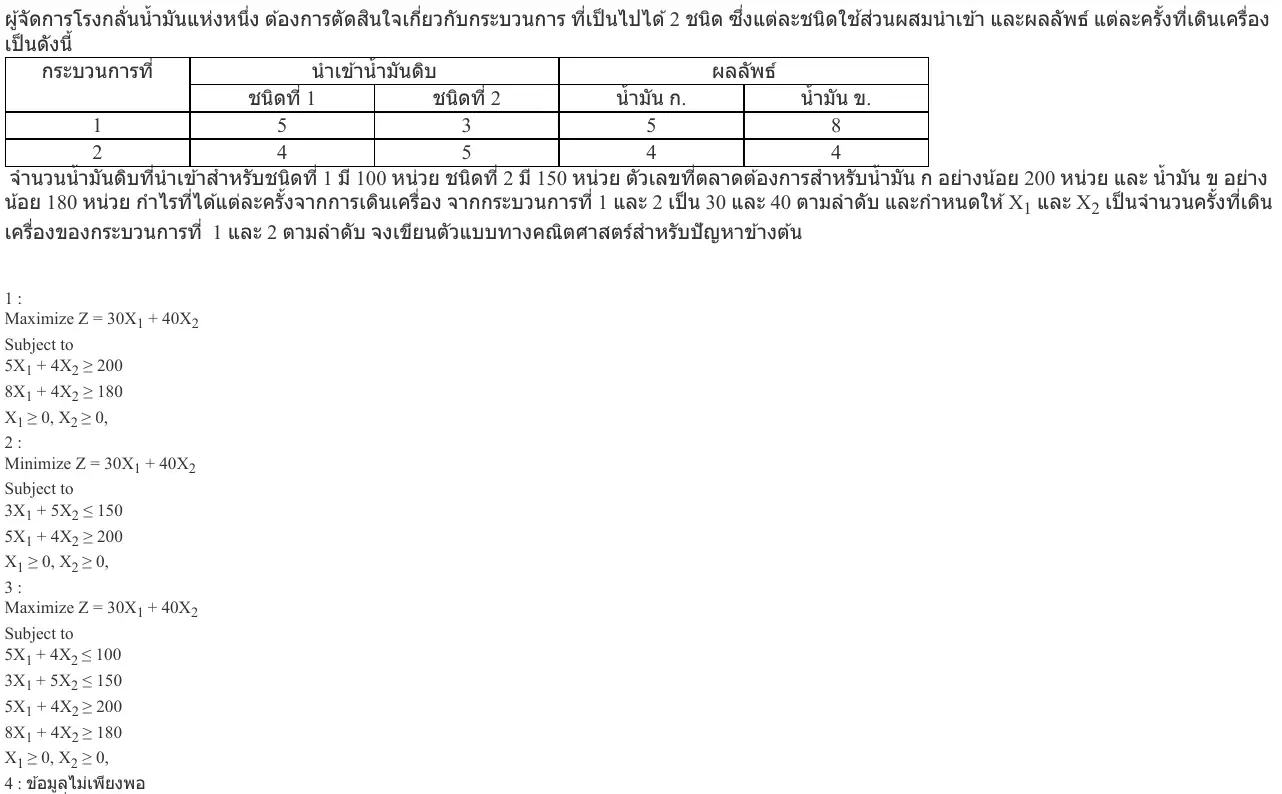 ผู้จัดการโรงกลั่นน้ำมันแห่งหนึ่ง ต้องการตัดสินใจเกี่ยวกับกระบวนการ ที่เป็นไปได้ 2 ชนิด ซึ่งแต่ละชนิดใช้ส่วนผสมนำเข้า และผลลัพธ์ แต่ละครั้งที่เดินเครื่อง
เป็นดังนี้
กระบวนการที่ นำเข้าน้ำมันดิบ ผลลัพธ์
ชนิดที่ 1 ชนิดที่ 2 น้ำมัน ก. น้ำมัน ข.
1 5 3 5 8
2 4 5 4 4
จำนวนน้ำมันดิบที่นำเข้าสำหรับชนิดที่ 1 มี 100 หน่วย ชนิดที่ 2 มี 150 หน่วย ตัวเลขที่ตลาดต้องการสำหรับน้ำมัน ก อย่างน้อย 200 หน่วย และ น้ำมัน ข อย่าง
น้อย 180 หน่วย กำไรที่ได้แต่ละครั้งจากการเดินเครื่อง จากกระบวนการที่ 1 และ 2 เป็น 30 และ 40 ตามลำดับ และกำหนดให้ X₁ และ X₂ เป็นจำนวนครั้งที่เดิน
เครื่องของกระบวนการที่ 1 และ 2 ตามลำดับ จงเขียนตัวแบบทางคณิตศาสตร์สำหรับปัญหาข้างต้น
1 :
Maximize Z = 30X₁ + 40X₂
Subject to
5X₁ + 4X₂ ≥ 200
8X₁ + 4X₂ ≥ 180
X₁ ≥ 0, X₂ ≥ 0,
2 :
Minimize Z = 30X₁ + 40X₂
Subject to
3X₁ + 5X₂ ≤ 150
5X₁ + 4X₂ ≥ 200
X₁ ≥ 0, X₂ ≥ 0,
3 :
Maximize Z = 30X₁ + 40X₂
Subject to
5X₁ + 4X₂ ≤ 100
3X₁ + 5X₂ ≤ 150
5X₁ + 4X₂ ≥ 200
8X₁ + 4X₂ ≥ 180
X₁ ≥ 0, X₂ ≥ 0,
4 : ข้อมูลไม่เพียงพอ